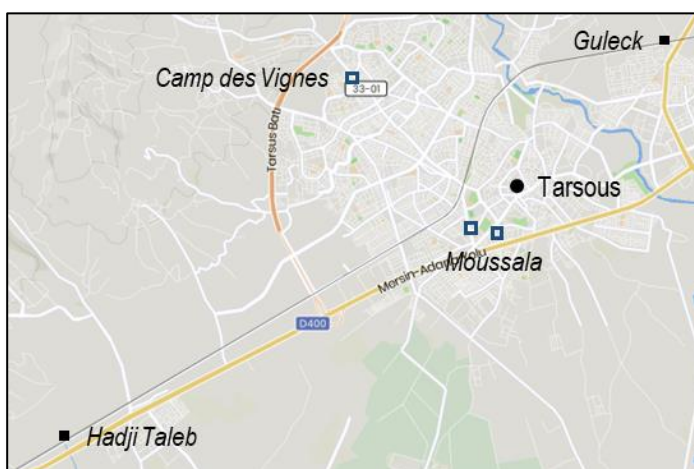 Guleck
Camp des Vignes
33-01
Tarsus Batı
Tarsous
Moussala
Mersin-Adana Yolu
D400
Hadji Taleb